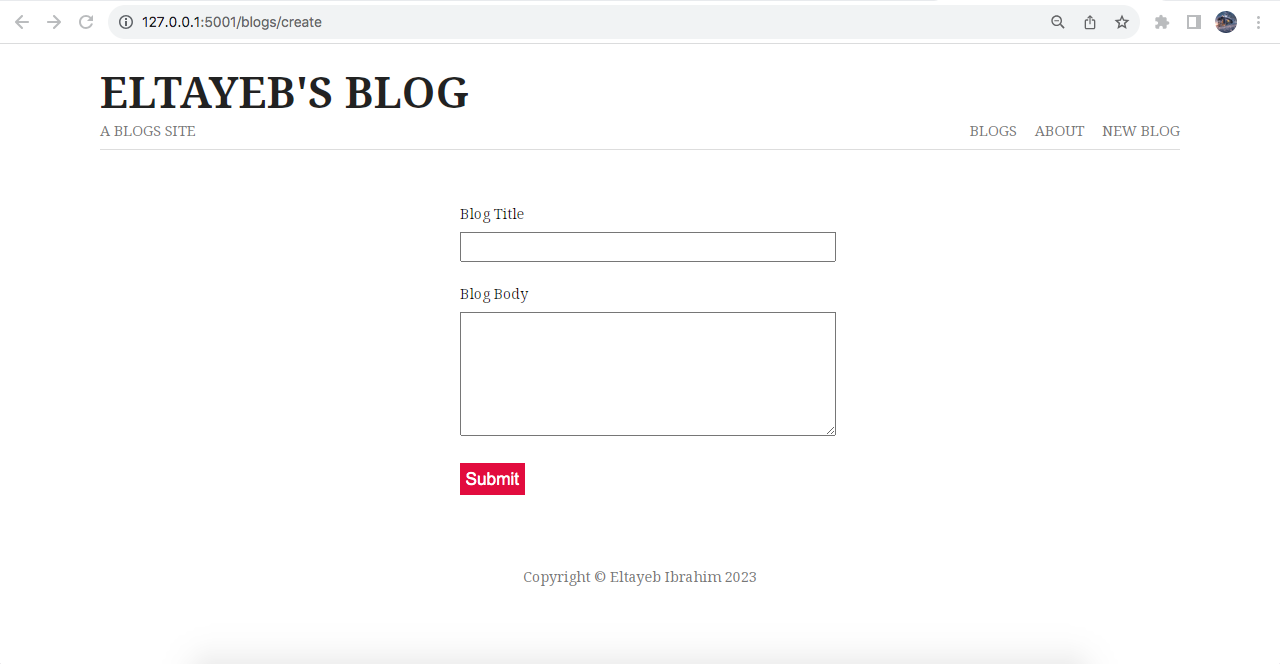 127.0.0.1:5001/blogs/create
ELTAYEB'S BLOG
A BLOGS SITE BLOGS ABOUT NEW BLOG
Blog Title
Blog Body
Submit
Copyright © Eltayeb Ibrahim 2023